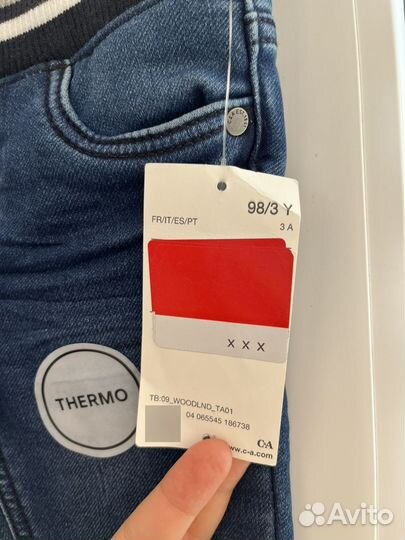 98/3 Y
FR/IT/ES/PT
3 A
X X X
THERMO
TB:09_WOODLND_TA01
04 065545 186738
C&A
www.c-a.com
Avito